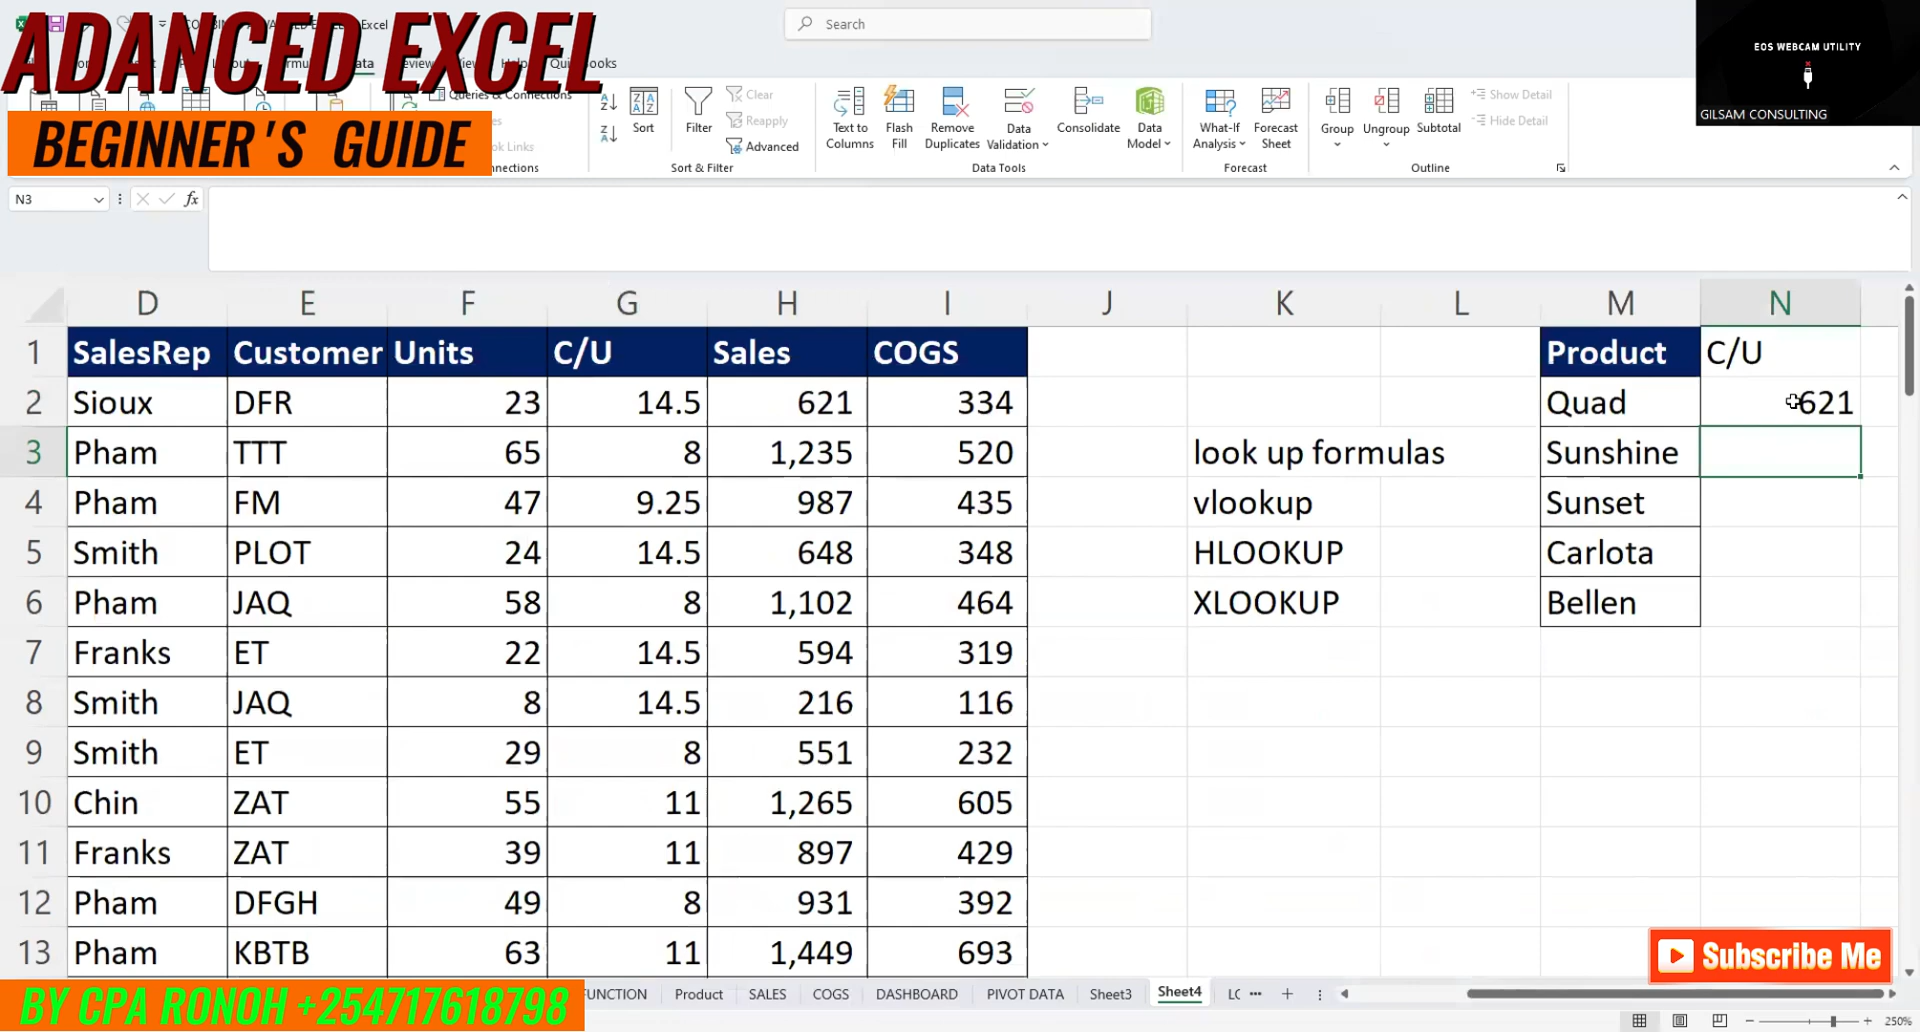 Excel
Search
ADANCED EXCEL
BEGINNER'S GUIDE
EOS WEBCAM UTILITY
GILSAM CONSULTING
Help
Queries & Connections
Sort
Filter
Clear
Reapply
Advanced
Text to Columns
Flash Fill
Remove Duplicates
Data Validation
Consolidate
Data Model
What-If Analysis
Forecast Sheet
Group
Ungroup
Subtotal
Show Detail
Hide Detail
Sort & Filter
Data Tools
Forecast
Outline
N3
fx
D E F G H I J K L M N
1 SalesRep Customer Units C/U Sales COGS Product C/U
2 Sioux DFR 23 14.5 621 334 Quad 621
3 Pham TTT 65 8 1,235 520 look up formulas Sunshine
4 Pham FM 47 9.25 987 435 vlookup Sunset
5 Smith PLOT 24 14.5 648 348 HLOOKUP Carlota
6 Pham JAQ 58 8 1,102 464 XLOOKUP Bellen
7 Franks ET 22 14.5 594 319
8 Smith JAQ 8 14.5 216 116
9 Smith ET 29 8 551 232
10 Chin ZAT 55 11 1,265 605
11 Franks ZAT 39 11 897 429
12 Pham DFGH 49 8 931 392
13 Pham KBTB 63 11 1,449 693
Subscribe Me
BY CPA RONOH +254717618798
Product SALES COGS DASHBOARD PIVOT DATA Sheet3 Sheet4
250%